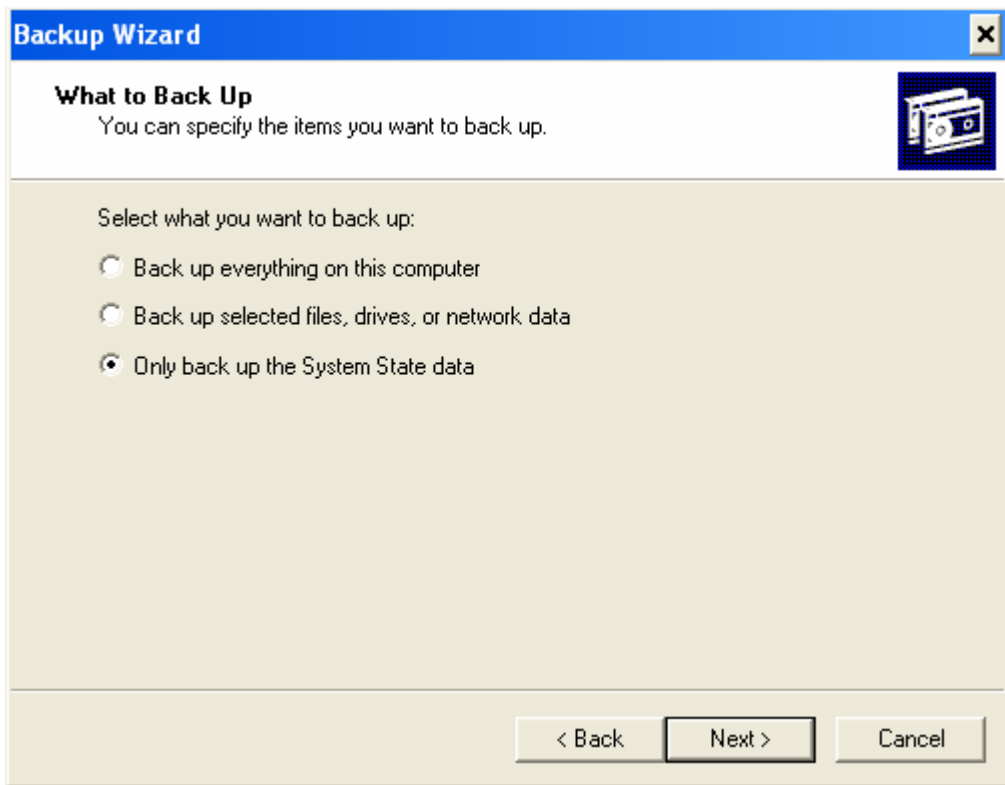 Backup Wizard
What to Back Up
You can specify the items you want to back up.
Select what you want to back up:
Back up everything on this computer
Back up selected files, drives, or network data
Only back up the System State data
< Back Next > Cancel